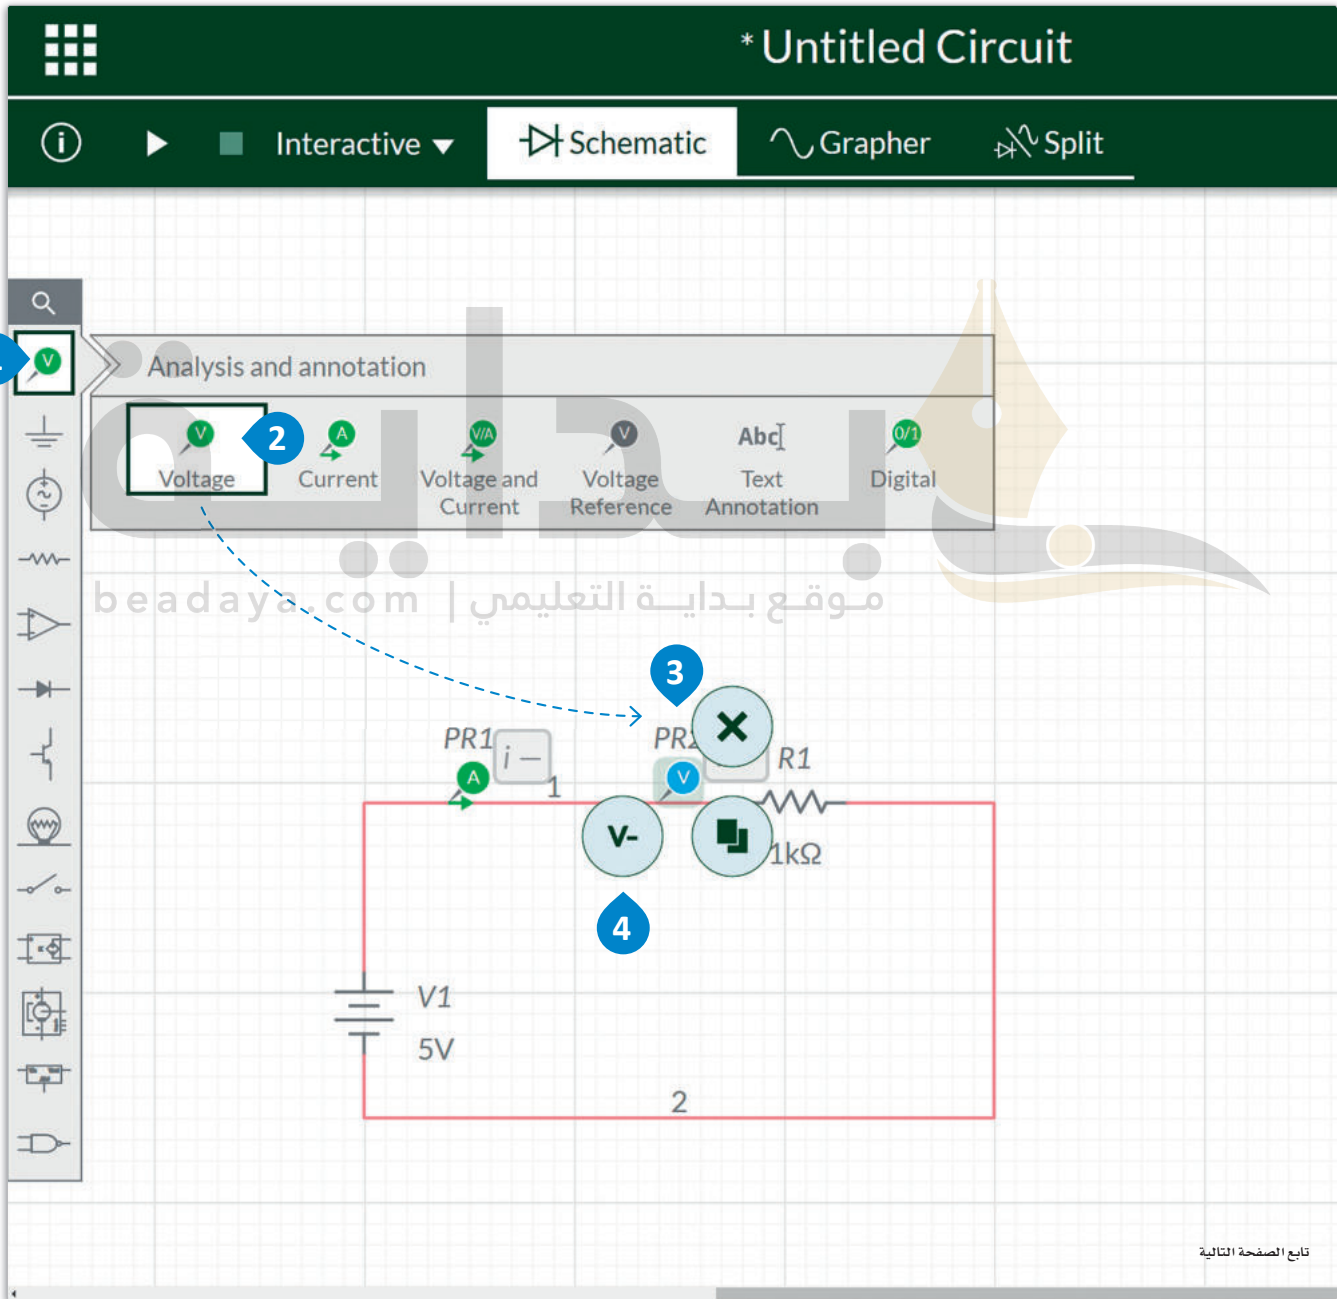 * Untitled Circuit
i Interactive Schematic Grapher Split
V
Analysis and annotation
V 2 A V/A V Abc 0/1
Voltage Current Voltage and Current Voltage Reference Text Annotation Digital
بداية
beadaya.com | موقع بداية التعليمي
3
PR1 i – PR2 R1
A 1 V
V- 1kΩ
4
V1
5V
2
تابع الصفحة التالية